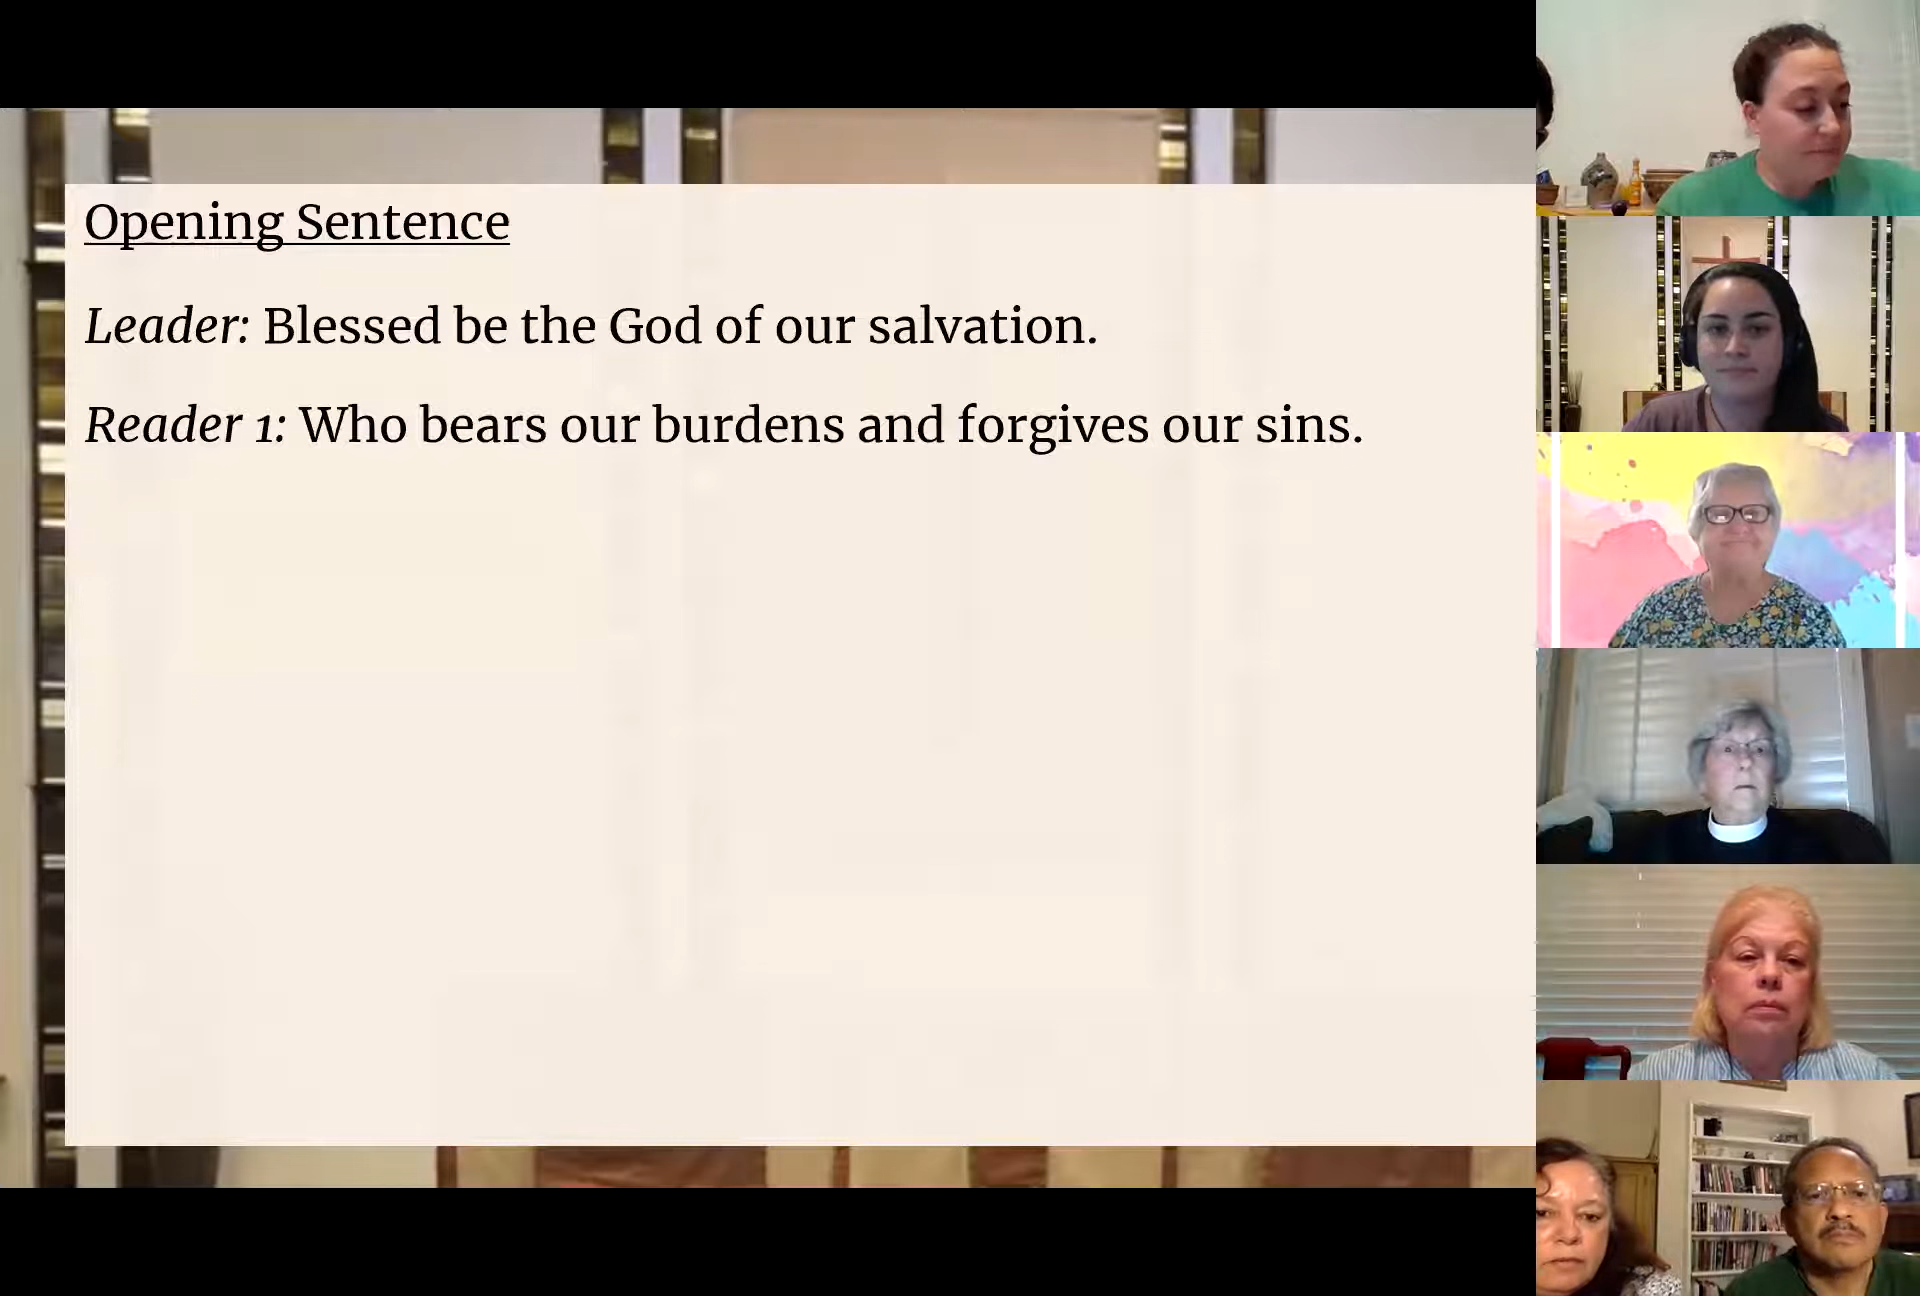 Opening Sentence
Leader: Blessed be the God of our salvation.
Reader 1: Who bears our burdens and forgives our sins.